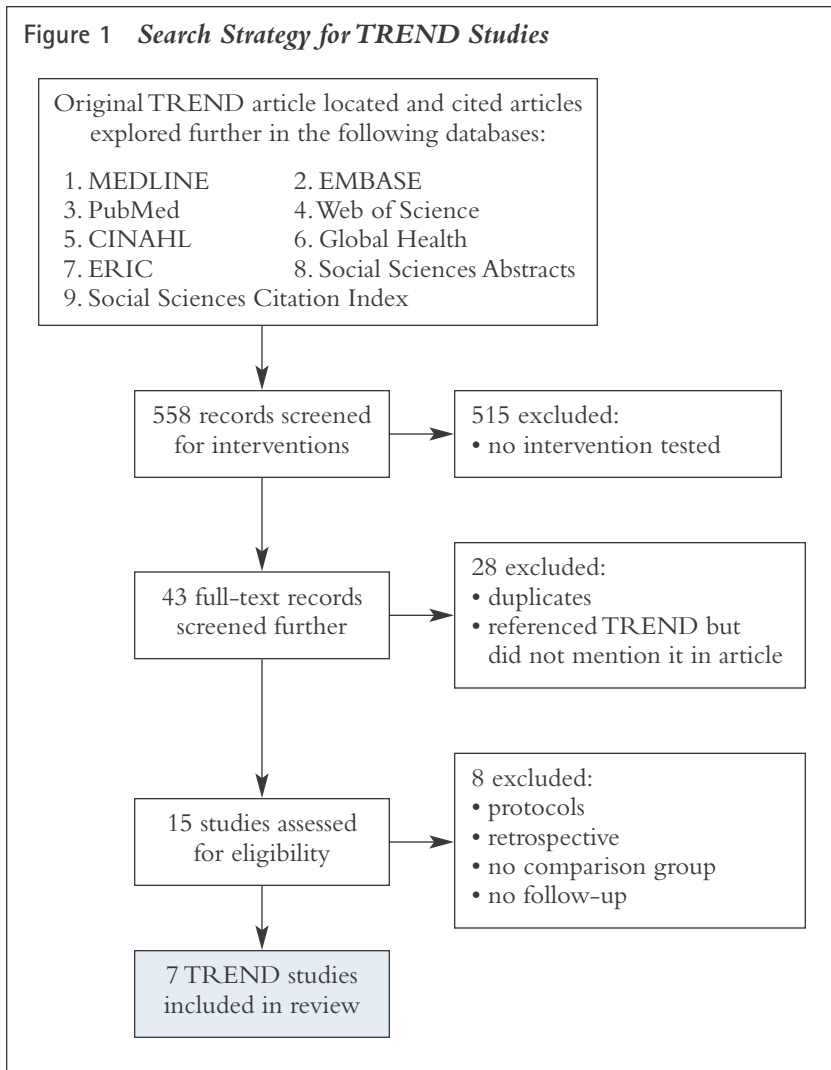 Figure 1 Search Strategy for TREND Studies
Original TREND article located and cited articles
explored further in the following databases:
1. MEDLINE 2. EMBASE
3. PubMed 4. Web of Science
5. CINAHL 6. Global Health
7. ERIC 8. Social Sciences Abstracts
9. Social Sciences Citation Index
558 records screened
for interventions
515 excluded:
• no intervention tested
43 full-text records
screened further
28 excluded:
• duplicates
• referenced TREND but
did not mention it in article
15 studies assessed
for eligibility
8 excluded:
• protocols
• retrospective
• no comparison group
• no follow-up
7 TREND studies
included in review